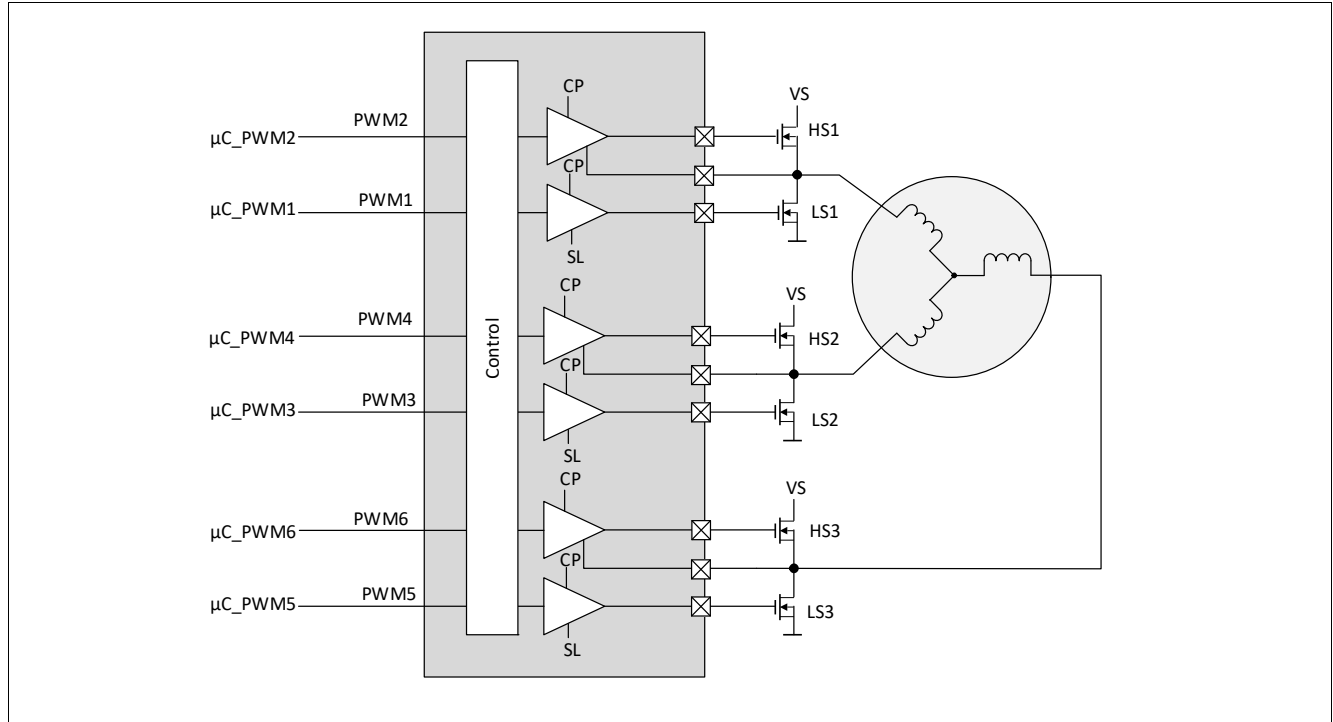 CP
VS
PWM2
μC_PWM2
HS1
CP
PWM1
μC_PWM1
LS1
SL
CP
VS
PWM4
μC_PWM4
HS2
Control
CP
PWM3
μC_PWM3
LS2
SL
CP
VS
PWM6
μC_PWM6
HS3
CP
PWM5
μC_PWM5
LS3
SL